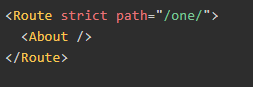 <Route strict path="/one/">
  <About />
</Route>